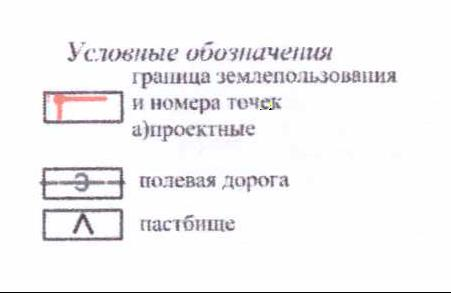 Условные обозначения
граница землепользования
и номера точек
а)проектные
Э полевая дорога
Λ пастбище